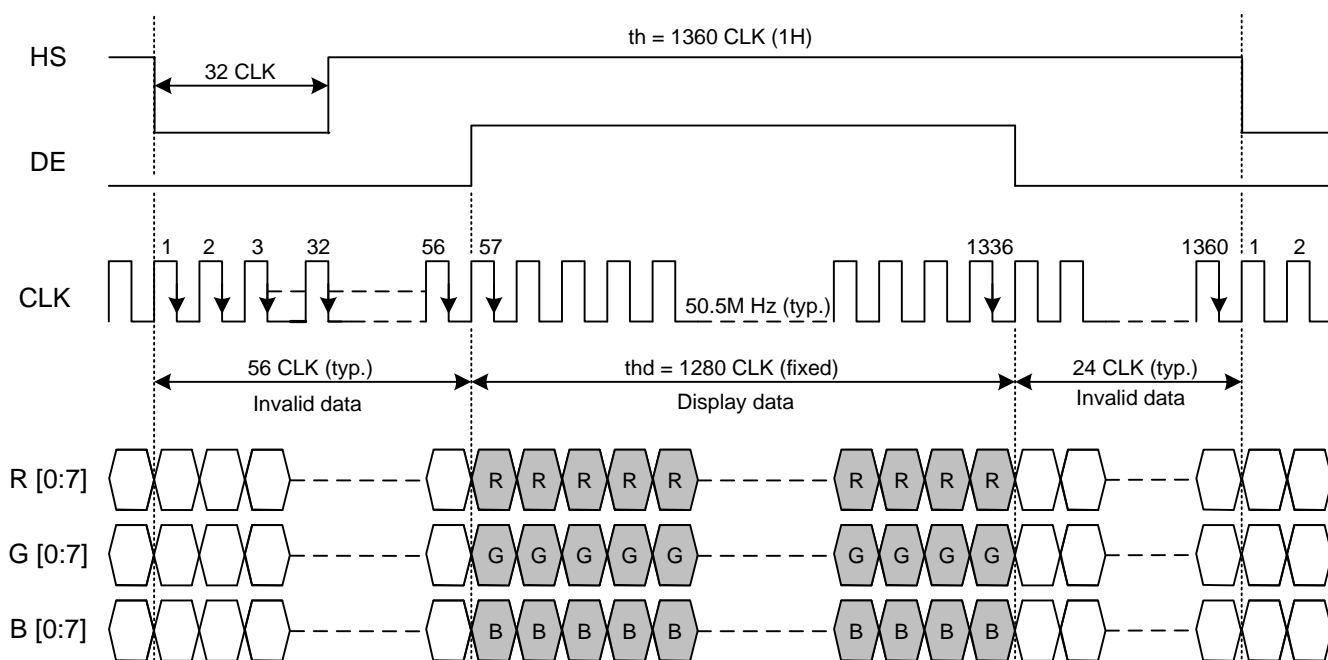 th = 1360 CLK (1H)
HS
32 CLK
DE
1 2 3 32 56 57 1336 1360 1 2
CLK
50.5M Hz (typ.)
56 CLK (typ.) thd = 1280 CLK (fixed) 24 CLK (typ.)
Invalid data Display data Invalid data
R [0:7] R R R R R R R R R
G [0:7] G G G G G G G G G
B [0:7] B B B B B B B B B